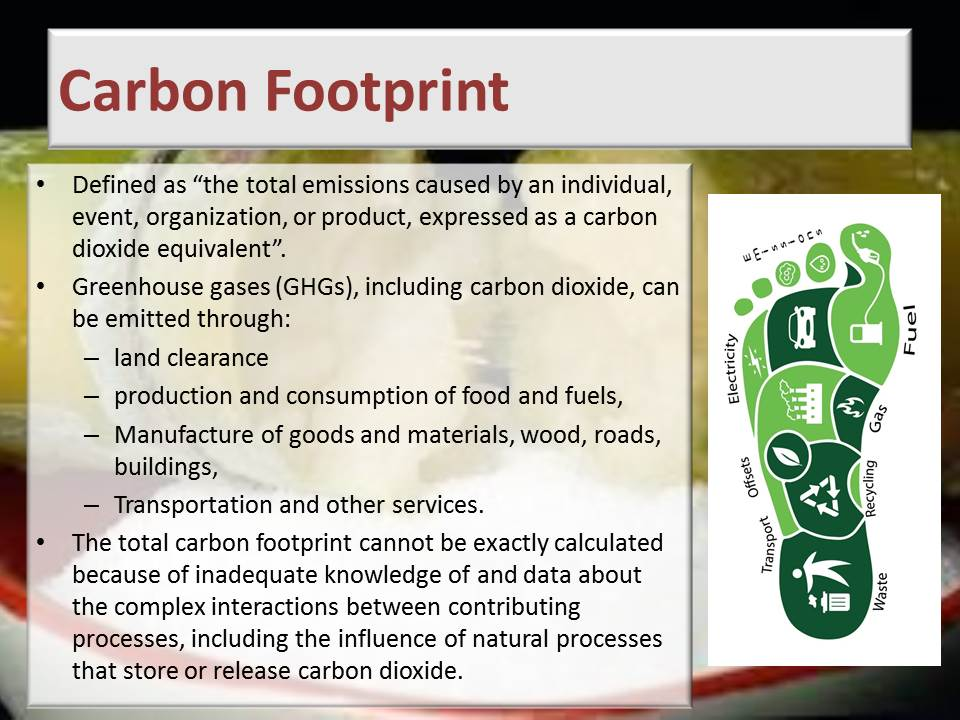 Carbon Footprint
• Defined as “the total emissions caused by an individual,
event, organization, or product, expressed as a carbon
dioxide equivalent”.
• Greenhouse gases (GHGs), including carbon dioxide, can
be emitted through:
– land clearance
– production and consumption of food and fuels,
– Manufacture of goods and materials, wood, roads,
buildings,
– Transportation and other services.
• The total carbon footprint cannot be exactly calculated
because of inadequate knowledge of and data about
the complex interactions between contributing
processes, including the influence of natural processes
that store or release carbon dioxide.
Emissions
Fuel
Electricity
Gas
Offsets
Recycling
Transport
Waste